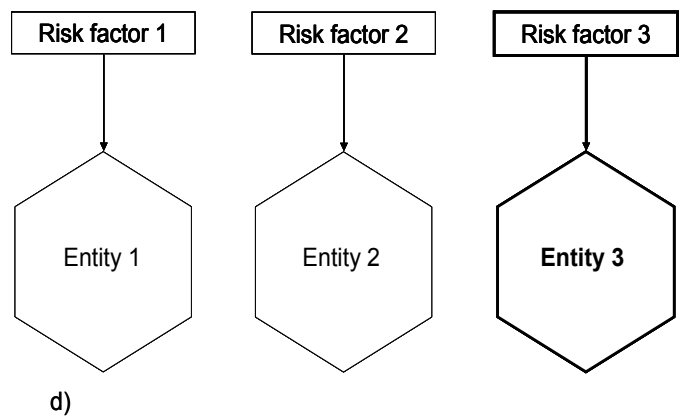 Risk factor 1
Risk factor 2
Risk factor 3
Entity 1
Entity 2
Entity 3
d)